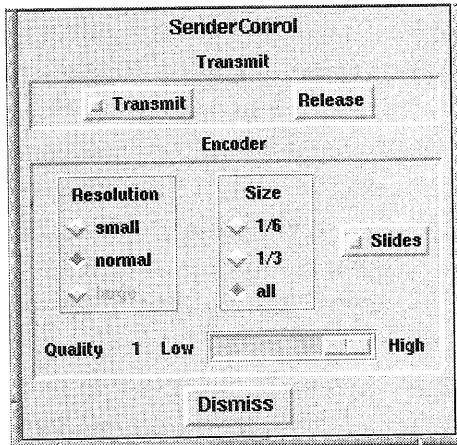 SenderConrol
Transmit
Transmit Release
Encoder
Resolution Size
small 1/6
normal 1/3 Slides
large all
Quality 1 Low High
Dismiss